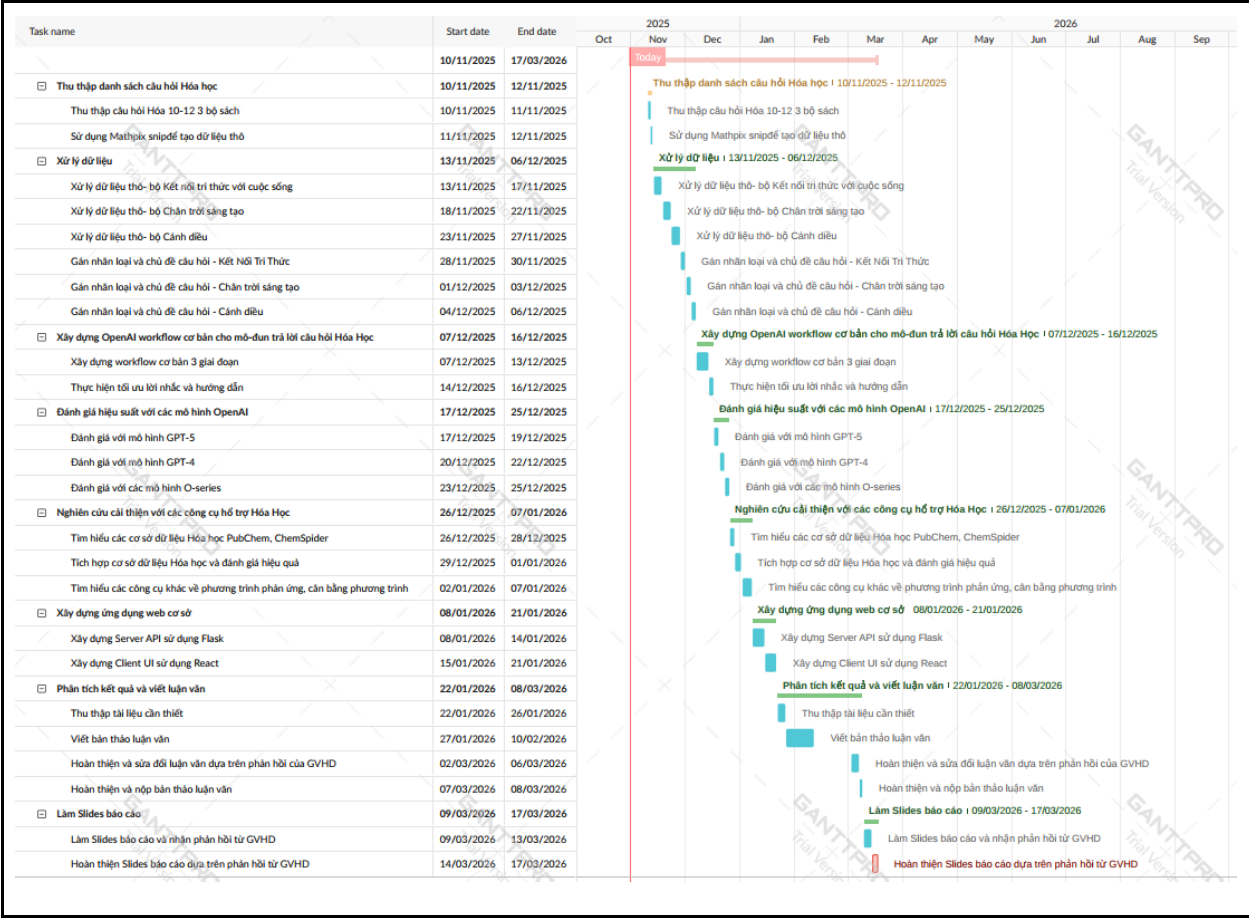 Task name Start date End date 2025 2026
Oct Nov Dec Jan Feb Mar Apr May Jun Jul Aug Sep
10/11/2025 17/03/2026 Today
Thu thập danh sách câu hỏi Hóa học 10/11/2025 12/11/2025 Thu thập danh sách câu hỏi Hóa học 10/11/2025 - 12/11/2025
Thu thập câu hỏi Hóa 10-12 3 bộ sách 10/11/2025 11/11/2025 Thu thập câu hỏi Hóa 10-12 3 bộ sách
Sử dụng Mathpix snipđể tạo dữ liệu thô 11/11/2025 12/11/2025 Sử dụng Mathpix snipđể tạo dữ liệu thô
Xử lý dữ liệu 13/11/2025 06/12/2025 Xử lý dữ liệu 13/11/2025 - 06/12/2025
Xử lý dữ liệu thô- bộ Kết nối tri thức với cuộc sống 13/11/2025 17/11/2025 Xử lý dữ liệu thô- bộ Kết nối tri thức với cuộc sống
Xử lý dữ liệu thô- bộ Chân trời sáng tạo 18/11/2025 22/11/2025 Xử lý dữ liệu thô- bộ Chân trời sáng tạo
Xử lý dữ liệu thô- bộ Cánh diều 23/11/2025 27/11/2025 Xử lý dữ liệu thô- bộ Cánh diều
Gán nhãn loại và chủ đề câu hỏi - Kết Nối Tri Thức 28/11/2025 30/11/2025 Gán nhãn loại và chủ đề câu hỏi - Kết Nối Tri Thức
Gán nhãn loại và chủ đề câu hỏi - Chân trời sáng tạo 01/12/2025 03/12/2025 Gán nhãn loại và chủ đề câu hỏi - Chân trời sáng tạo
Gán nhãn loại và chủ đề câu hỏi - Cánh diều 04/12/2025 06/12/2025 Gán nhãn loại và chủ đề câu hỏi - Cánh diều
Xây dựng OpenAI workflow cơ bản cho mô-đun trả lời câu hỏi Hóa Học 07/12/2025 16/12/2025 Xây dựng OpenAI workflow cơ bản cho mô-đun trả lời câu hỏi Hóa Học 07/12/2025 - 16/12/2025
Xây dựng workflow cơ bản 3 giai đoạn 07/12/2025 13/12/2025 Xây dựng workflow cơ bản 3 giai đoạn
Thực hiện tối ưu lời nhắc và hướng dẫn 14/12/2025 16/12/2025 Thực hiện tối ưu lời nhắc và hướng dẫn
Đánh giá hiệu suất với các mô hình OpenAI 17/12/2025 25/12/2025 Đánh giá hiệu suất với các mô hình OpenAI 17/12/2025 - 25/12/2025
Đánh giá với mô hình GPT-5 17/12/2025 19/12/2025 Đánh giá với mô hình GPT-5
Đánh giá với mô hình GPT-4 20/12/2025 22/12/2025 Đánh giá với mô hình GPT-4
Đánh giá với các mô hình O-series 23/12/2025 25/12/2025 Đánh giá với các mô hình O-series
Nghiên cứu cải thiện với các công cụ hổ trợ Hóa Học 26/12/2025 07/01/2026 Nghiên cứu cải thiện với các công cụ hổ trợ Hóa Học 26/12/2025 - 07/01/2026
Tìm hiểu các cơ sở dữ liệu Hóa học PubChem, ChemSpider 26/12/2025 28/12/2025 Tìm hiểu các cơ sở dữ liệu Hóa học PubChem, ChemSpider
Tích hợp cơ sở dữ liệu Hóa học và đánh giá hiệu quả 29/12/2025 01/01/2026 Tích hợp cơ sở dữ liệu Hóa học và đánh giá hiệu quả
Tìm hiểu các công cụ khác về phương trình phản ứng, cân bằng phương trình 02/01/2026 07/01/2026 Tìm hiểu các công cụ khác về phương trình phản ứng, cân bằng phương trình
Xây dựng ứng dụng web cơ sở 08/01/2026 21/01/2026 Xây dựng ứng dụng web cơ sở 08/01/2026 - 21/01/2026
Xây dựng Server API sử dụng Flask 08/01/2026 14/01/2026 Xây dựng Server API sử dụng Flask
Xây dựng Client UI sử dụng React 15/01/2026 21/01/2026 Xây dựng Client UI sử dụng React
Phân tích kết quả và viết luận văn 22/01/2026 08/03/2026 Phân tích kết quả và viết luận văn 22/01/2026 - 08/03/2026
Thu thập tài liệu cần thiết 22/01/2026 26/01/2026 Thu thập tài liệu cần thiết
Viết bản thảo luận văn 27/01/2026 10/02/2026 Viết bản thảo luận văn
Hoàn thiện và sửa đổi luận văn dựa trên phản hồi của GVHD 02/03/2026 06/03/2026 Hoàn thiện và sửa đổi luận văn dựa trên phản hồi của GVHD
Hoàn thiện và nộp bản thảo luận văn 07/03/2026 08/03/2026 Hoàn thiện và nộp bản thảo luận văn
Làm Slides báo cáo 09/03/2026 17/03/2026 Làm Slides báo cáo 09/03/2026 - 17/03/2026
Làm Slides báo cáo và nhận phản hồi từ GVHD 09/03/2026 13/03/2026 Làm Slides báo cáo và nhận phản hồi từ GVHD
Hoàn thiện Slides báo cáo dựa trên phản hồi từ GVHD 14/03/2026 17/03/2026 Hoàn thiện Slides báo cáo dựa trên phản hồi từ GVHD
GANTTPRO
Trial Version
GANTTPRO
Trial Version
GANTTPRO
Trial Version
GANTTPRO
Trial Version
GANTTPRO
Trial Version
GANTTPRO
Trial Version
GANTTPRO
Trial Version
GANTTPRO
Trial Version
GANTTPRO
Trial Version